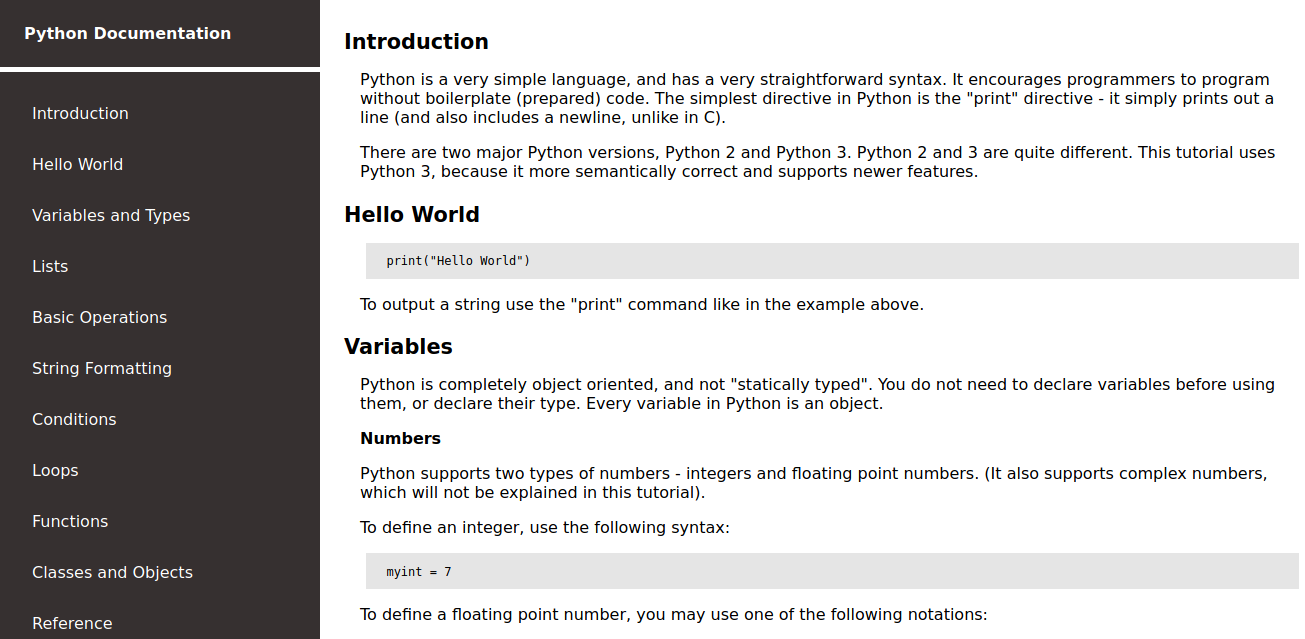 Python Documentation
Introduction
Hello World
Variables and Types
Lists
Basic Operations
String Formatting
Conditions
Loops
Functions
Classes and Objects
Reference
Introduction
Python is a very simple language, and has a very straightforward syntax. It encourages programmers to program
without boilerplate (prepared) code. The simplest directive in Python is the "print" directive - it simply prints out a
line (and also includes a newline, unlike in C).
There are two major Python versions, Python 2 and Python 3. Python 2 and 3 are quite different. This tutorial uses
Python 3, because it more semantically correct and supports newer features.
Hello World
print("Hello World")
To output a string use the "print" command like in the example above.
Variables
Python is completely object oriented, and not "statically typed". You do not need to declare variables before using
them, or declare their type. Every variable in Python is an object.
Numbers
Python supports two types of numbers - integers and floating point numbers. (It also supports complex numbers,
which will not be explained in this tutorial).
To define an integer, use the following syntax:
myint = 7
To define a floating point number, you may use one of the following notations: